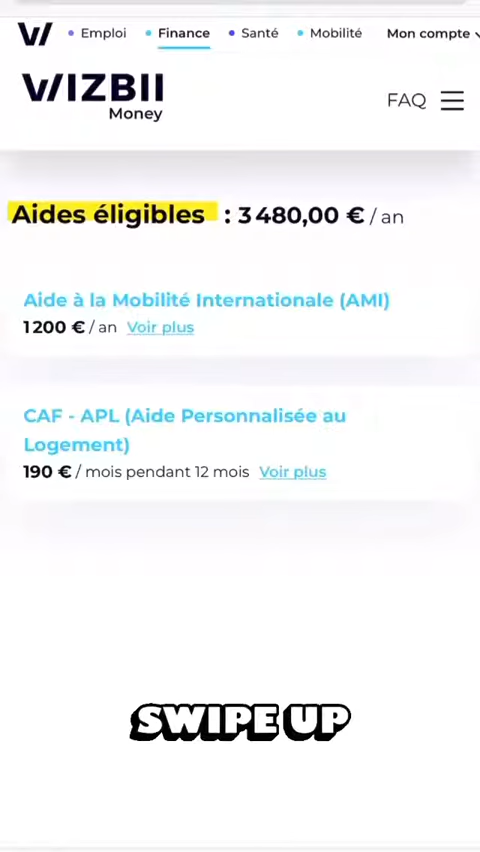 W Emploi Finance Santé Mobilité Mon compte
WIZBII
Money
FAQ
Aides éligibles : 3 480,00 € / an
Aide à la Mobilité Internationale (AMI)
1 200 € / an Voir plus
CAF - APL (Aide Personnalisée au
Logement)
190 € / mois pendant 12 mois Voir plus
SWIPE UP